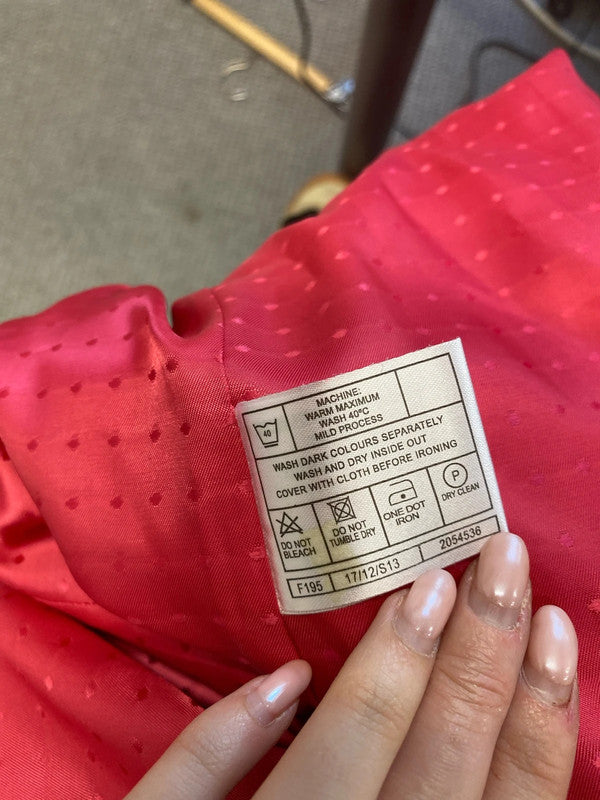 40
MACHINE:
WARM MAXIMUM
WASH 40°C
MILD PROCESS
WASH DARK COLOURS SEPARATELY
WASH AND DRY INSIDE OUT
COVER WITH CLOTH BEFORE IRONING
DO NOT
BLEACH
DO NOT
TUMBLE DRY
ONE DOT
IRON
P
DRY CLEAN
F195 17/12/S13 2054536